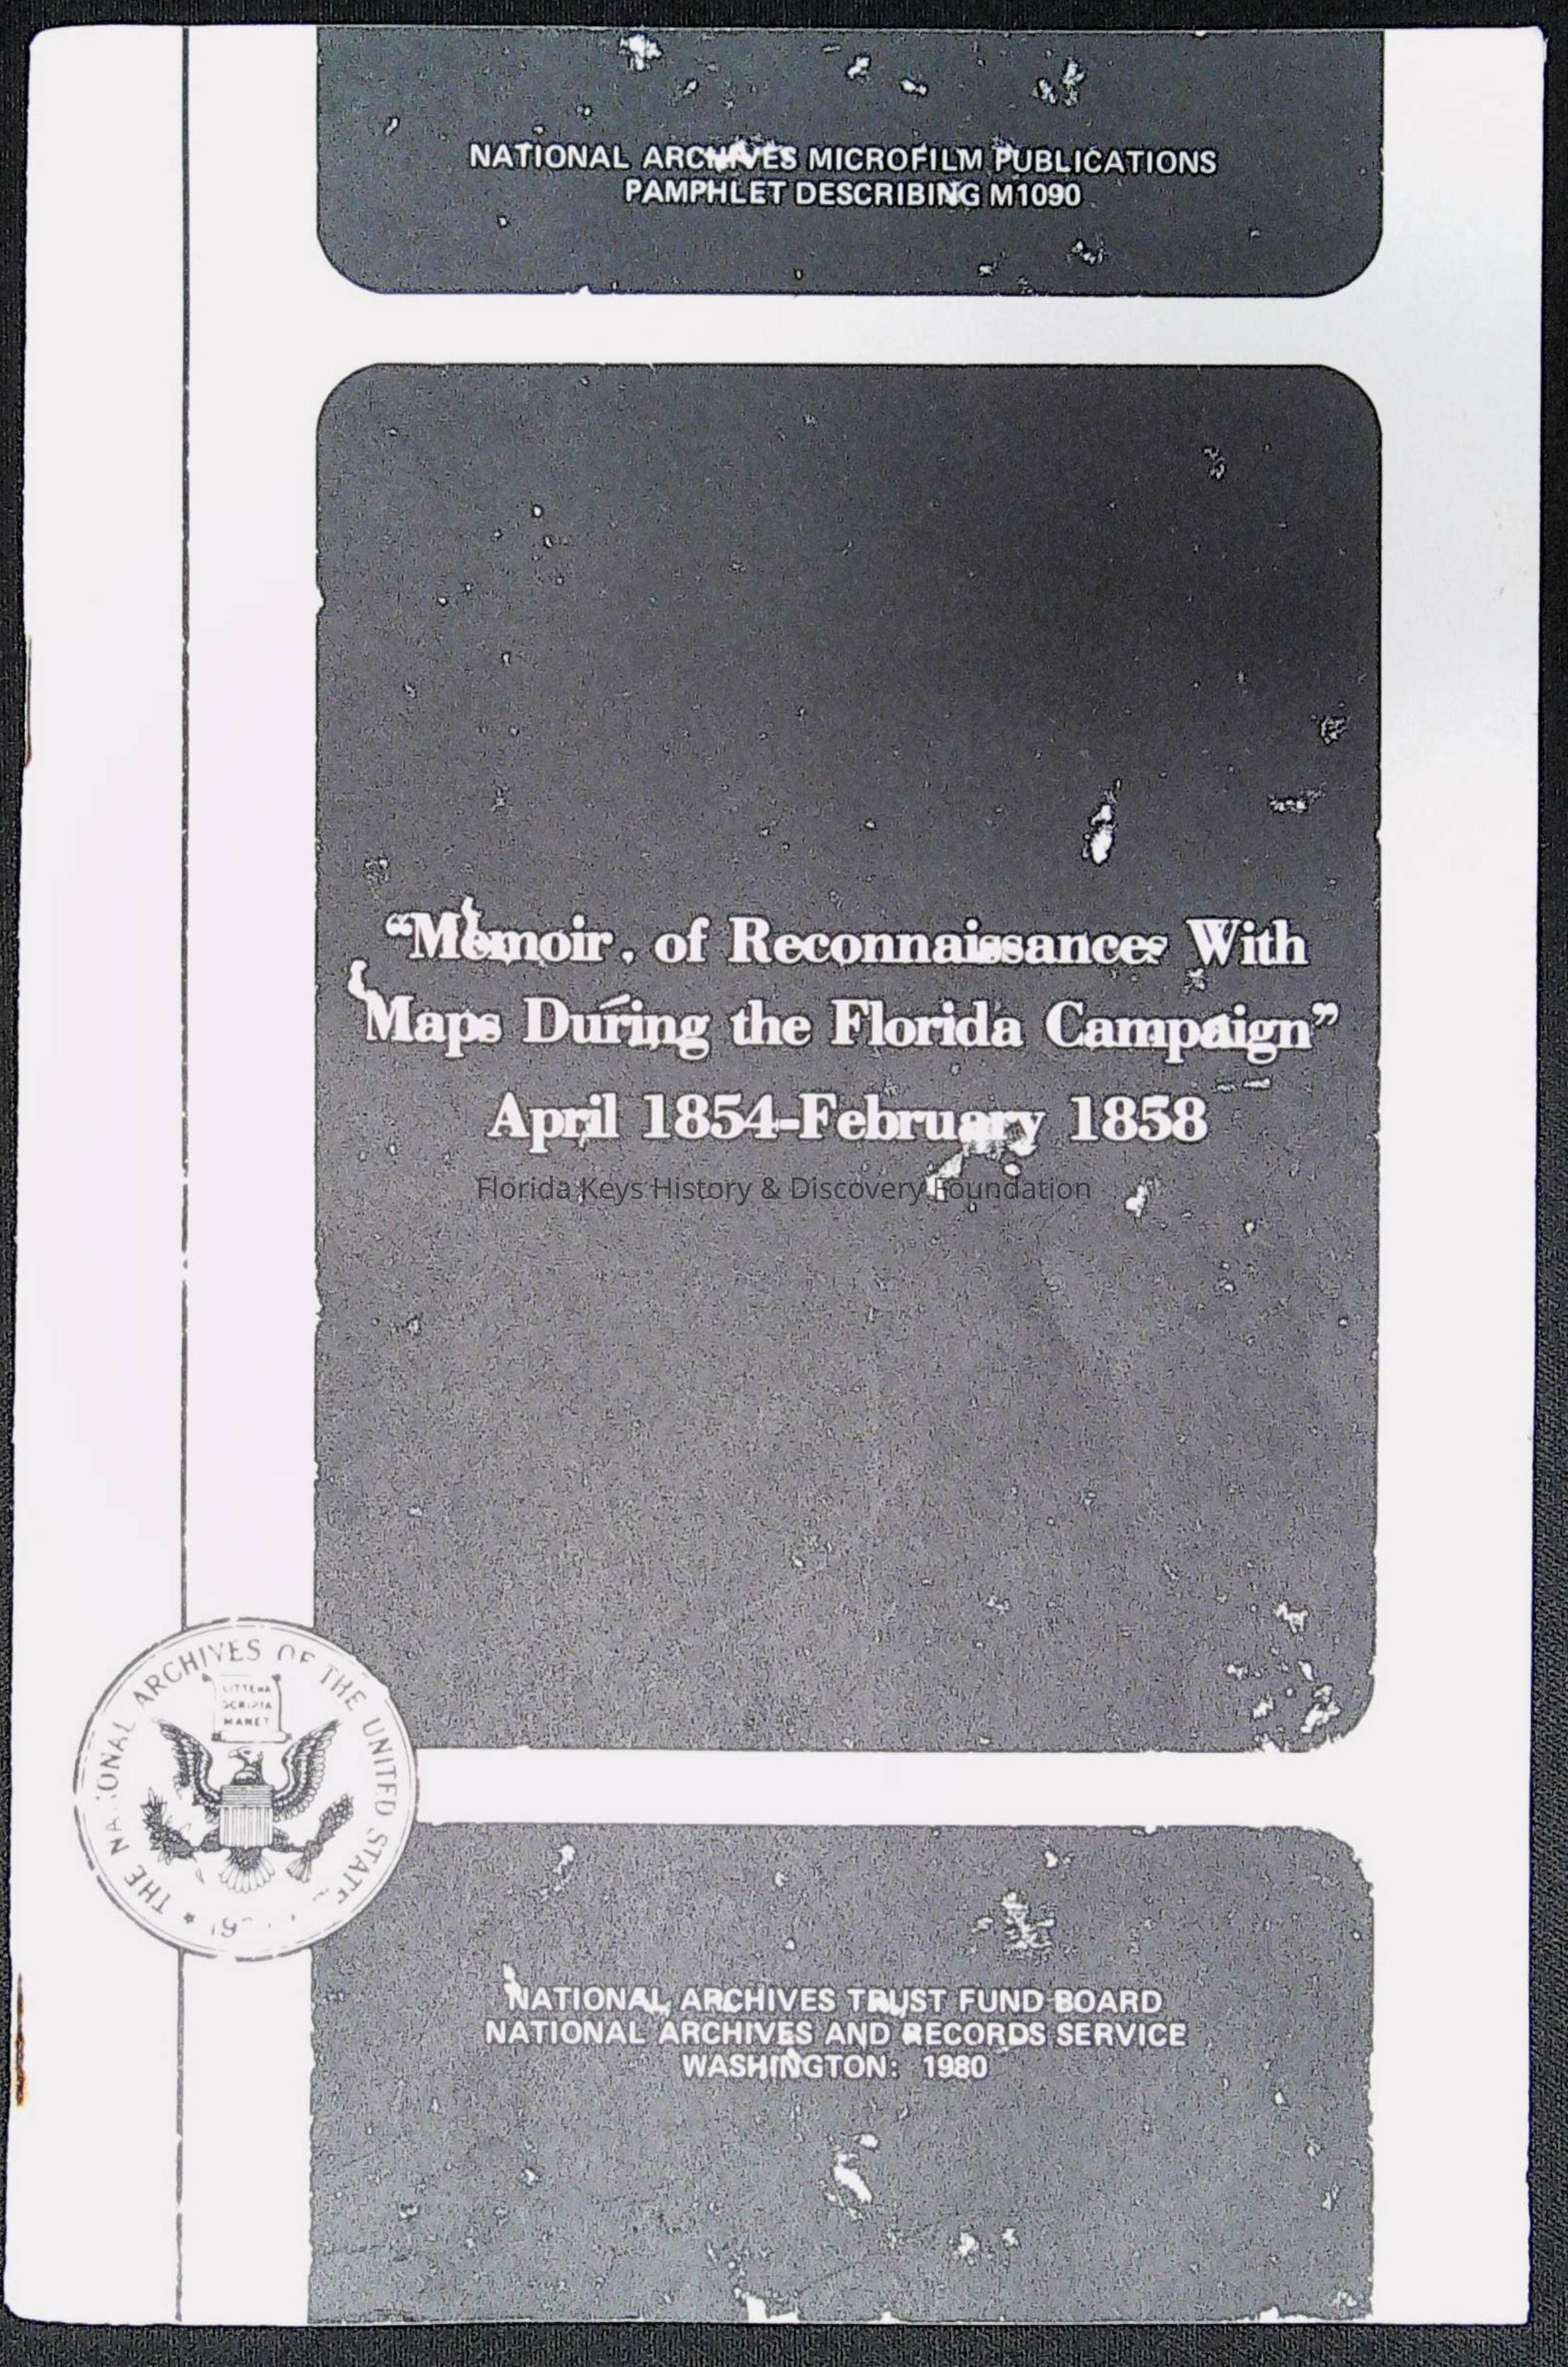 NATIONAL ARCHIVES MICROFILM PUBLICATIONS
PAMPHLET DESCRIBING M1090
“Memoir of Reconnaissances With
Maps During the Florida Campaign”
April 1854-February 1858
Florida Keys History & Discovery Foundation
THE NATIONAL ARCHIVES OF THE UNITED STATES
LITTERA
SCRIPTA
MANET
NATIONAL ARCHIVES TRUST FUND BOARD
NATIONAL ARCHIVES AND RECORDS SERVICE
WASHINGTON: 1980